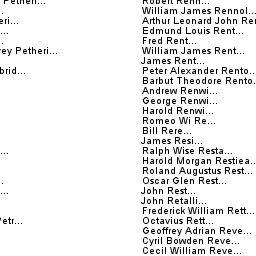 Petheri...
Robert Renn...
..
William James Rennol...
eri...
Arthur Leonard John Ren
...
Edmund Louis Rent...
..
Fred Rent...
rey Petheri...
William James Rent...
James Rent...
brid...
Peter Alexander Rento...
Barbut Theodore Rento...
Andrew Renwi...
George Renwi...
Harold Renwi...
Romeo Wi Re...
Bill Rere...
James Resi...
...
Ralph Wise Resta...
Harold Morgan Restiea...
Roland Augustus Rest...
..
Oscar Glen Rest...
...
John Rest...
John Retalli...
Frederick William Rett...
Petr...
Octavius Rett...
Geoffrey Adrian Reve...
Cyril Bowden Reve...
Cecil William Reve...